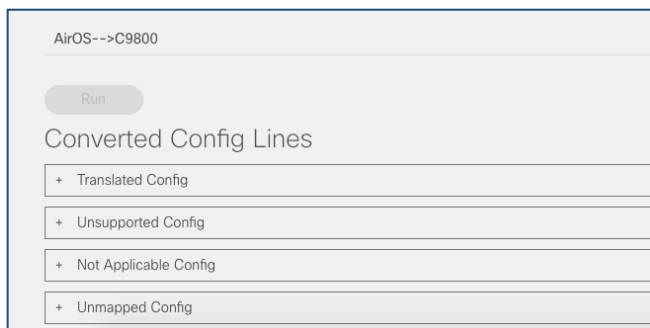 AirOS-->C9800
Run
Converted Config Lines
+ Translated Config
+ Unsupported Config
+ Not Applicable Config
+ Unmapped Config